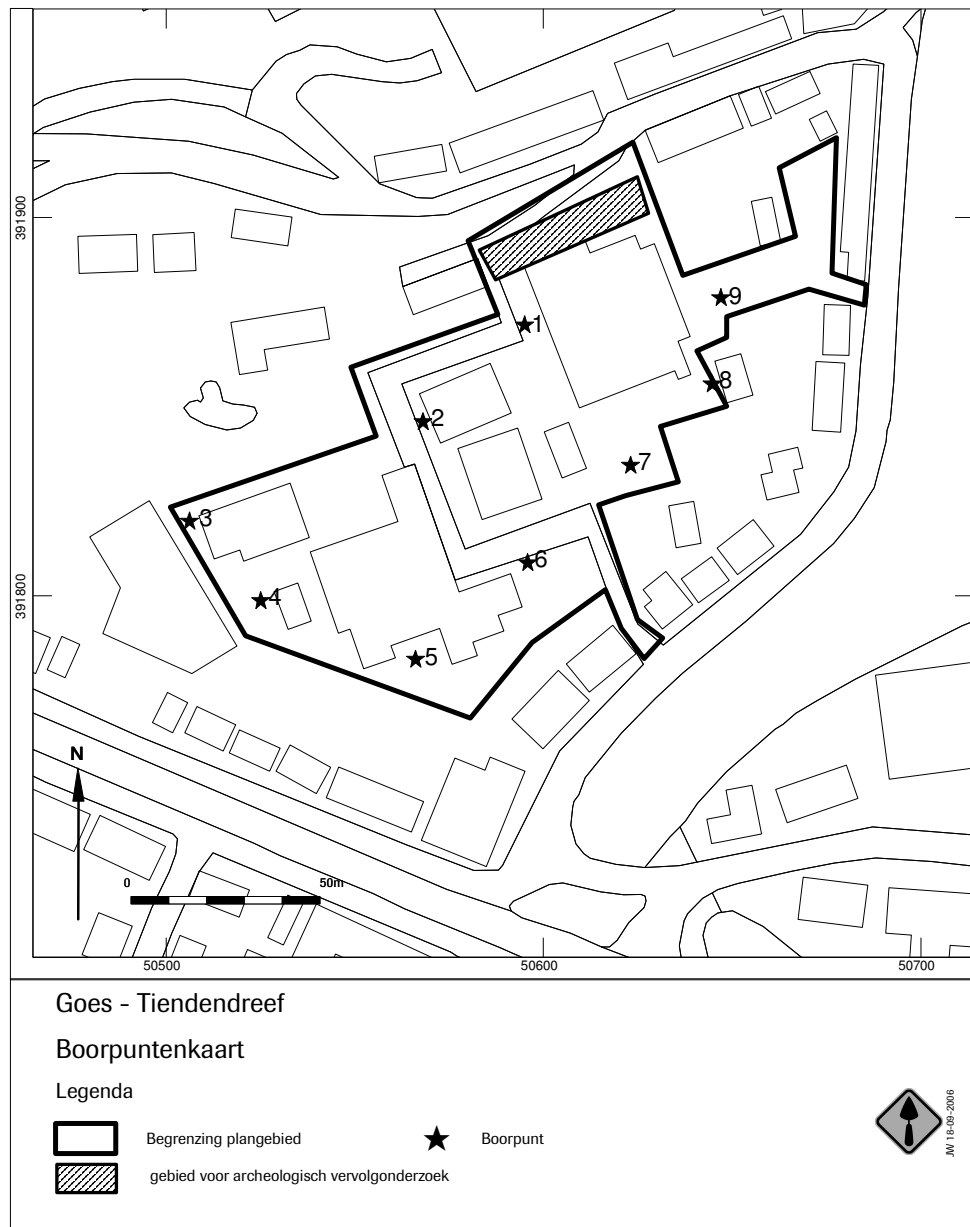 391900
391800
1
2
3
4
5
6
7
8
9
N
0 50m
50500 50600 50700
Goes - Tiendendreef
Boorpuntenkaart
Legenda
Begrenzing plangebied
Boorpunt
gebied voor archeologisch vervolgonderzoek
JW 18-09-2006